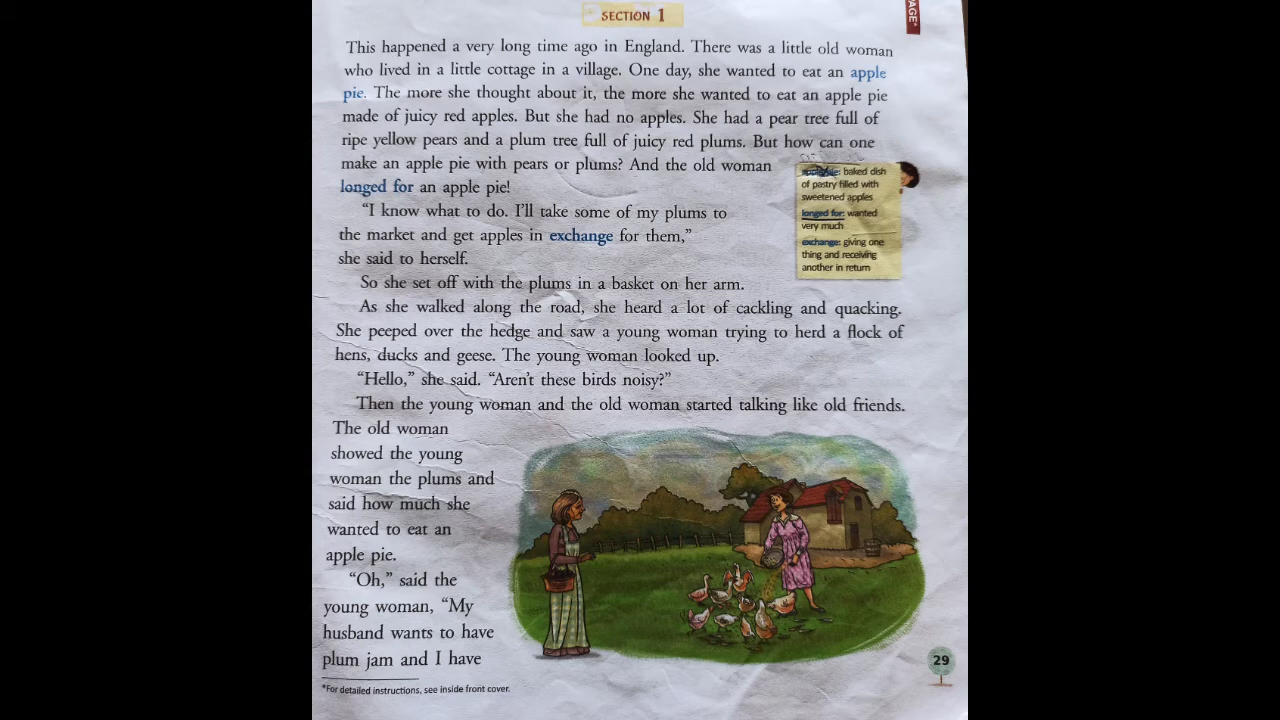 SECTION 1
AGE*
This happened a very long time ago in England. There was a little old woman
who lived in a little cottage in a village. One day, she wanted to eat an apple
pie. The more she thought about it, the more she wanted to eat an apple pie
made of juicy red apples. But she had no apples. She had a pear tree full of
ripe yellow pears and a plum tree full of juicy red plums. But how can one
make an apple pie with pears or plums? And the old woman
longed for an apple pie!
apple pie: baked dish
of pastry filled with
sweetened apples
longed for: wanted
very much
exchange: giving one
thing and receiving
another in return
"I know what to do. I'll take some of my plums to
the market and get apples in exchange for them,"
she said to herself.
So she set off with the plums in a basket on her arm.
As she walked along the road, she heard a lot of cackling and quacking.
She peeped over the hedge and saw a young woman trying to herd a flock of
hens, ducks and geese. The young woman looked up.
"Hello," she said. "Aren't these birds noisy?"
Then the young woman and the old woman started talking like old friends.
The old woman
showed the young
woman the plums and
said how much she
wanted to eat an
apple pie.
"Oh," said the
young woman, "My
husband wants to have
plum jam and I have
*For detailed instructions, see inside front cover.
29